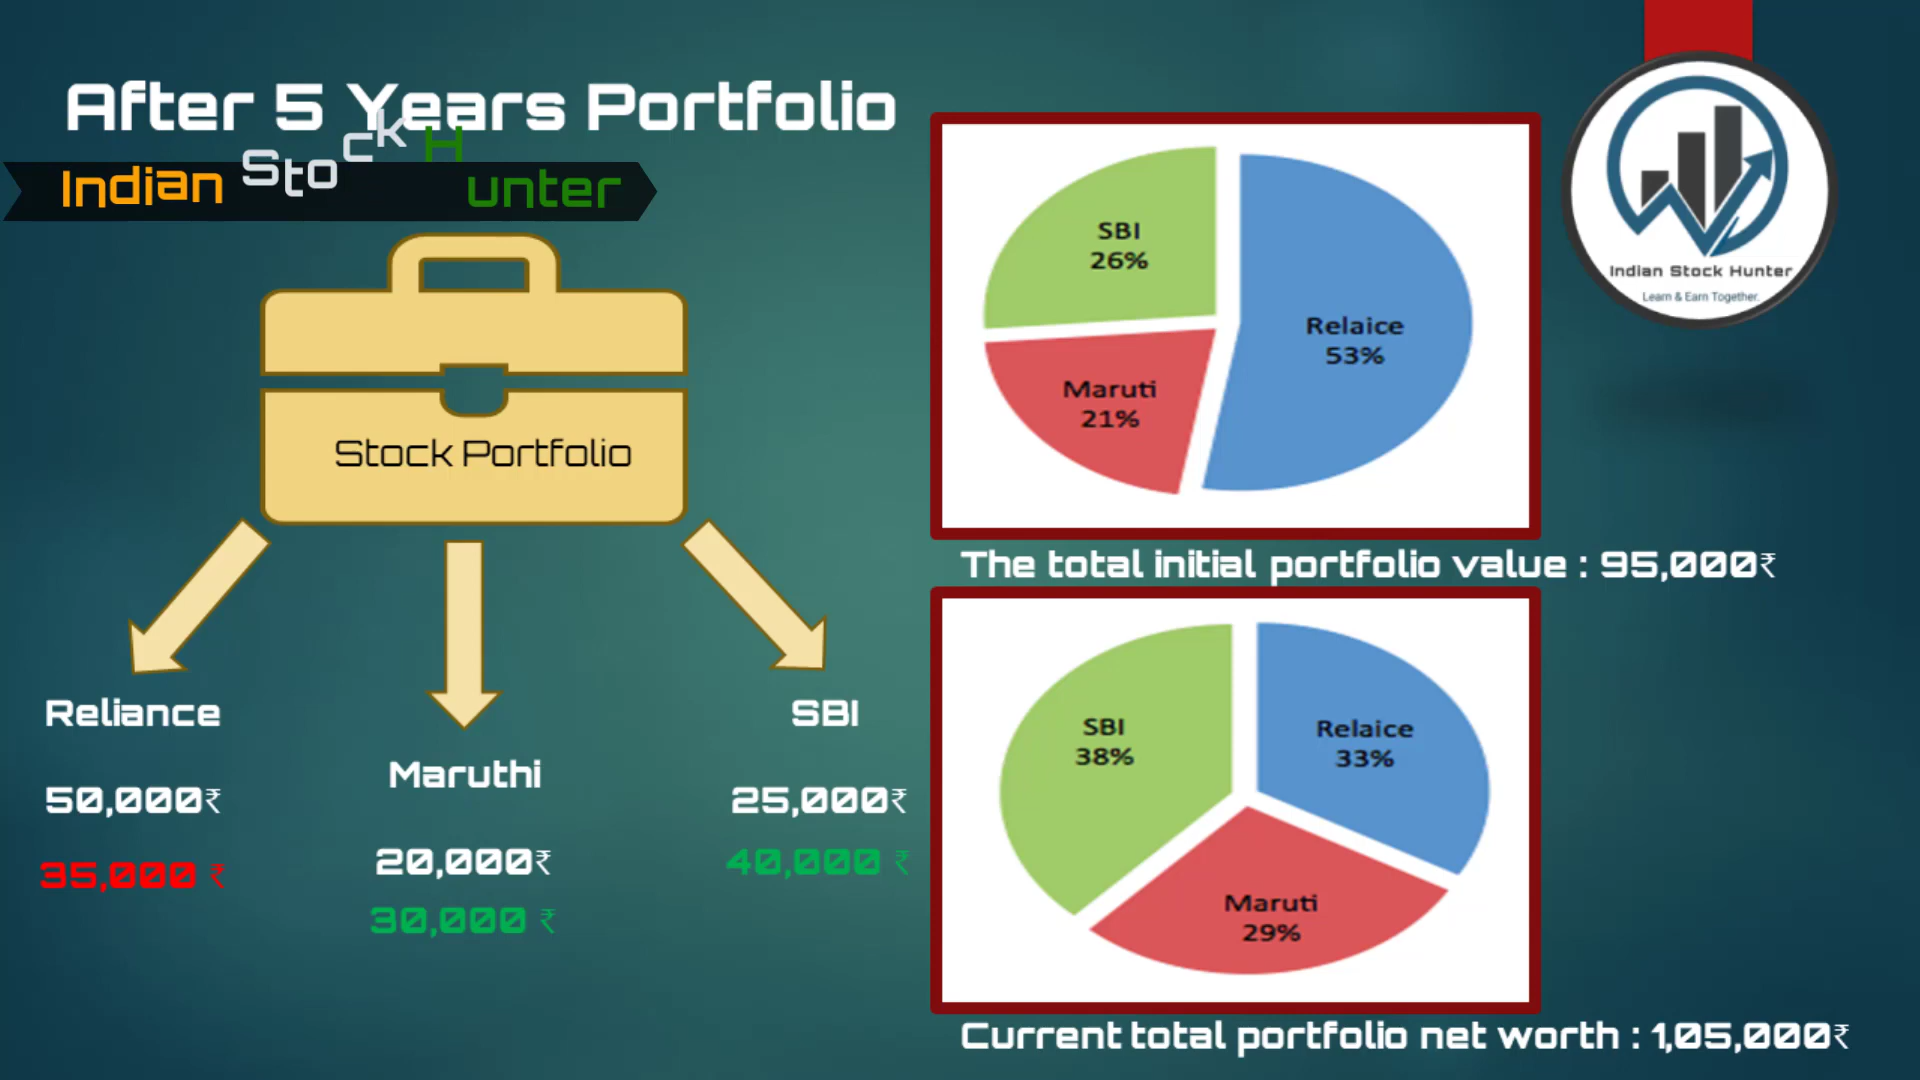 After 5 Years Portfolio
Indian Stock Hunter
Stock Portfolio
Reliance
50,000₹
35,000 ₹
Maruthi
20,000₹
30,000 ₹
SBI
25,000₹
40,000 ₹
SBI
26%
Relaice
53%
Maruti
21%
The total initial portfolio value : 95,000₹
SBI
38%
Relaice
33%
Maruti
29%
Current total portfolio net worth : 1,05,000₹
Indian Stock Hunter
Learn & Earn Together.